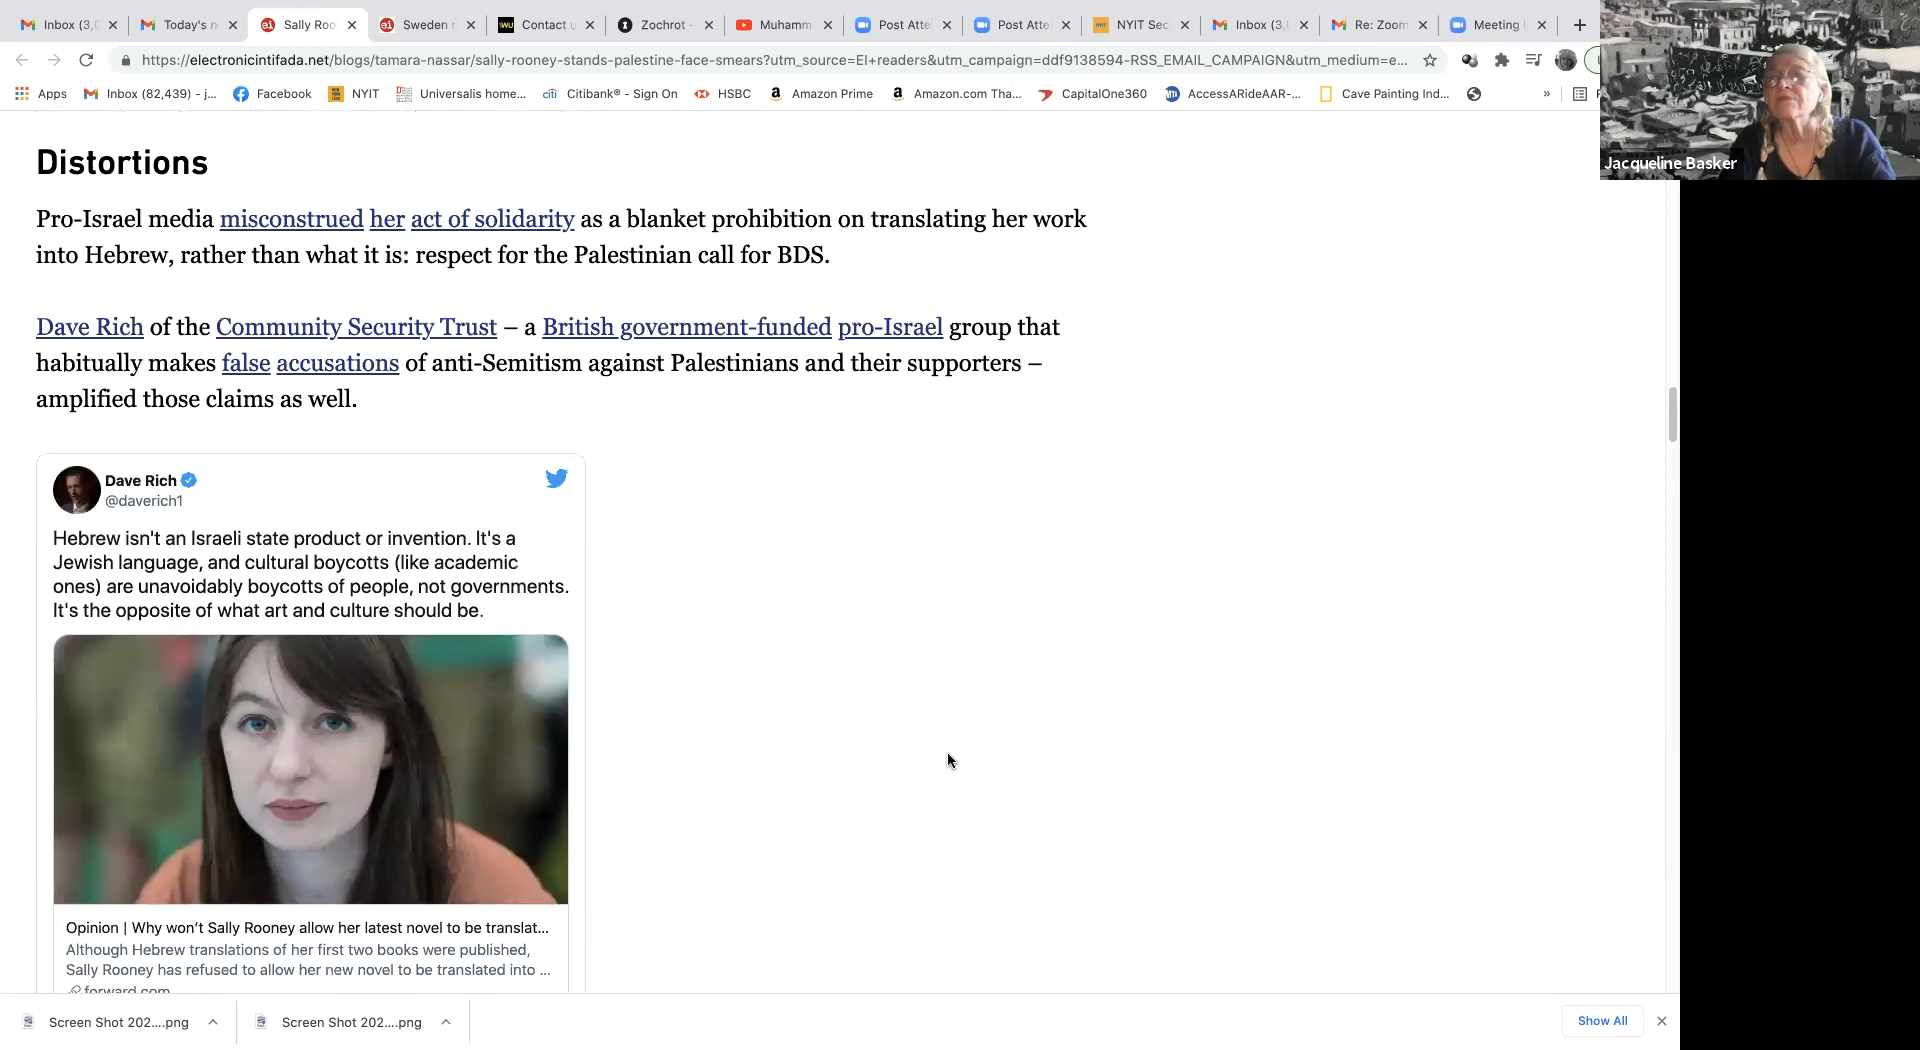 Inbox (3,
Today's n
Sally Roo
Sweden
Contact u
Zochrot
Muhamm
Post Atte
Post Atte
NYIT Sec
Inbox (3,
Re: Zoom
Meeting
https://electronicintifada.net/blogs/tamara-nassar/sally-rooney-stands-palestine-face-smears?utm_source=EI+readers&utm_campaign=ddf9138594-RSS_EMAIL_CAMPAIGN&utm_medium=e...
Apps
Inbox (82,439) - j...
Facebook
NYIT
Universalis home...
Citibank® - Sign On
HSBC
Amazon Prime
Amazon.com Tha...
CapitalOne360
AccessARideAAR-...
Cave Painting Ind...
»
Jacqueline Basker
Distortions
Pro-Israel media misconstrued her act of solidarity as a blanket prohibition on translating her work
into Hebrew, rather than what it is: respect for the Palestinian call for BDS.
Dave Rich of the Community Security Trust – a British government-funded pro-Israel group that
habitually makes false accusations of anti-Semitism against Palestinians and their supporters –
amplified those claims as well.
Dave Rich
@daverich1
Hebrew isn't an Israeli state product or invention. It's a
Jewish language, and cultural boycotts (like academic
ones) are unavoidably boycotts of people, not governments.
It's the opposite of what art and culture should be.
Opinion | Why won't Sally Rooney allow her latest novel to be translat...
Although Hebrew translations of her first two books were published,
Sally Rooney has refused to allow her new novel to be translated into ...
forward.com
Screen Shot 202....png
Screen Shot 202....png
Show All